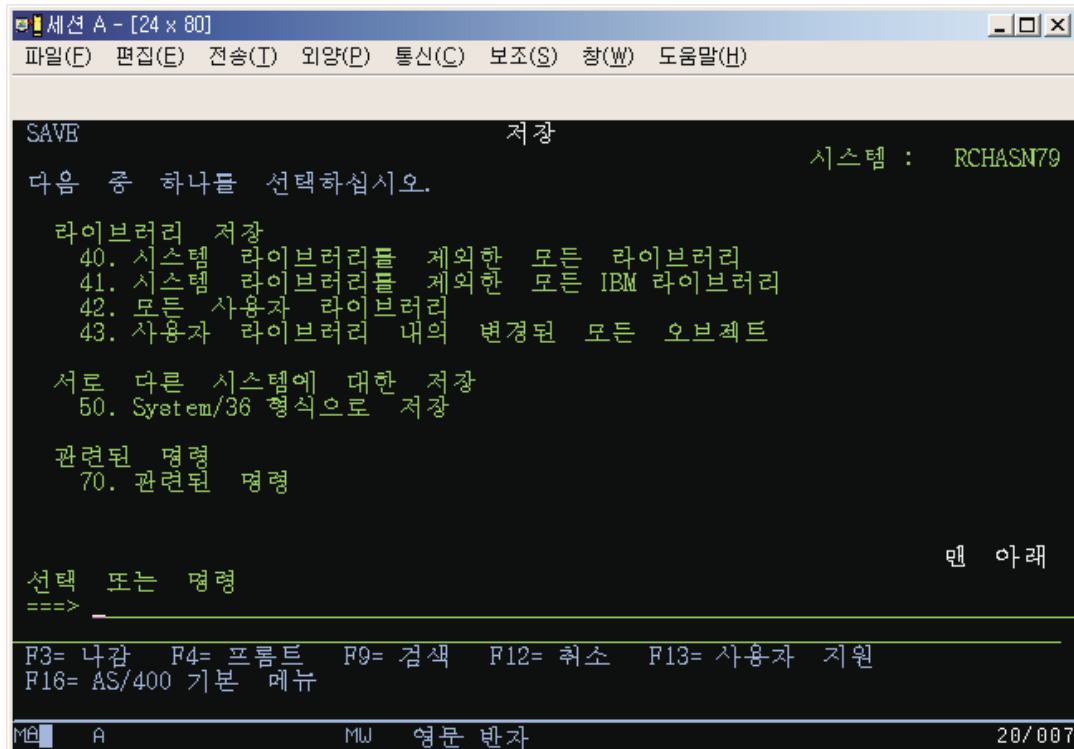 세션 A - [24 x 80]
파일(F) 편집(E) 전송(T) 외양(P) 통신(C) 보조(S) 창(W) 도움말(H)
SAVE 저장
시스템 : RCHASN79
다음 중 하나를 선택하십시오.
라이브러리 저장
40. 시스템 라이브러리를 제외한 모든 라이브러리
41. 시스템 라이브러리를 제외한 모든 IBM 라이브러리
42. 모든 사용자 라이브러리
43. 사용자 라이브러리 내의 변경된 모든 오브젝트
서로 다른 시스템에 대한 저장
50. System/36 형식으로 저장
관련된 명령
70. 관련된 명령
맨 아래
선택 또는 명령
===> _
F3= 나감 F4= 프롬트 F9= 검색 F12= 취소 F13= 사용자 지원
F16= AS/400 기본 메뉴
MA A MW 영문 반자 20/007